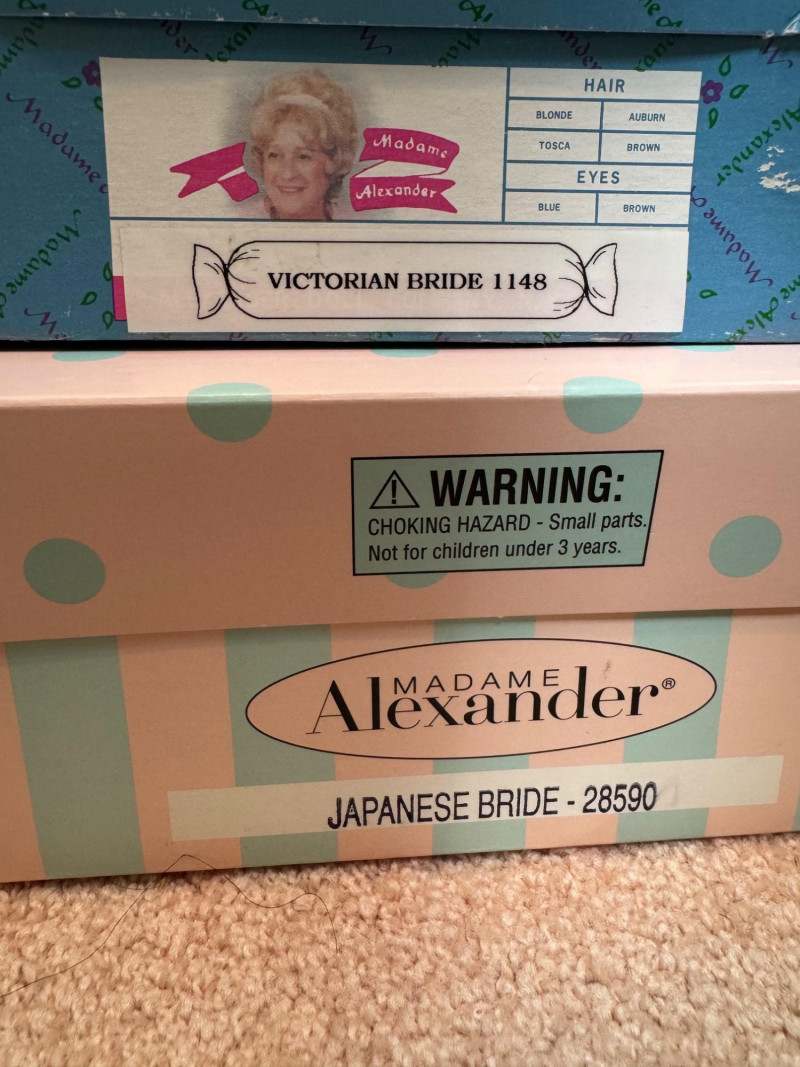 Madame
Alexander
HAIR
BLONDE AUBURN
TOSCA BROWN
EYES
BLUE BROWN
VICTORIAN BRIDE 1148
WARNING:
CHOKING HAZARD - Small parts.
Not for children under 3 years.
MADAME
Alexander®
JAPANESE BRIDE - 28590